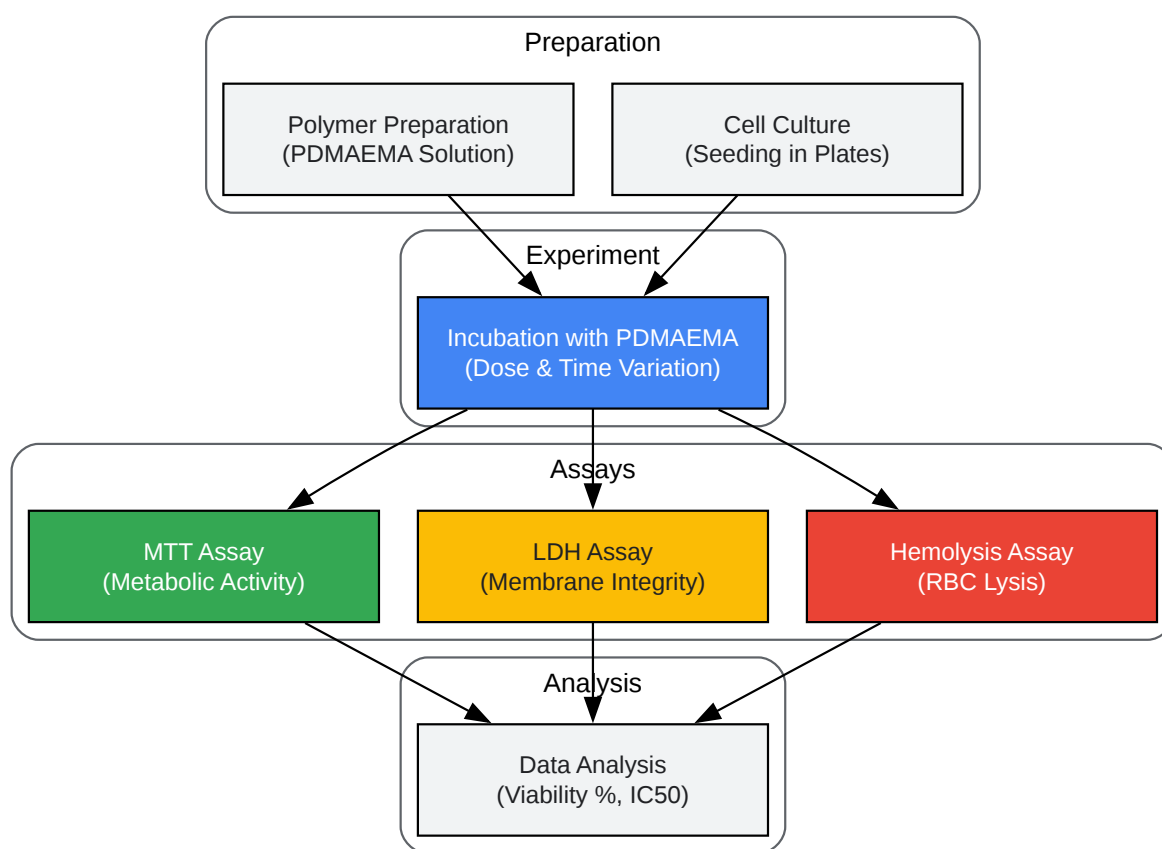 Preparation
Polymer Preparation
(PDMAEMA Solution)
Cell Culture
(Seeding in Plates)
Experiment
Incubation with PDMAEMA
(Dose & Time Variation)
Assays
MTT Assay
(Metabolic Activity)
LDH Assay
(Membrane Integrity)
Hemolysis Assay
(RBC Lysis)
Analysis
Data Analysis
(Viability %, IC50)